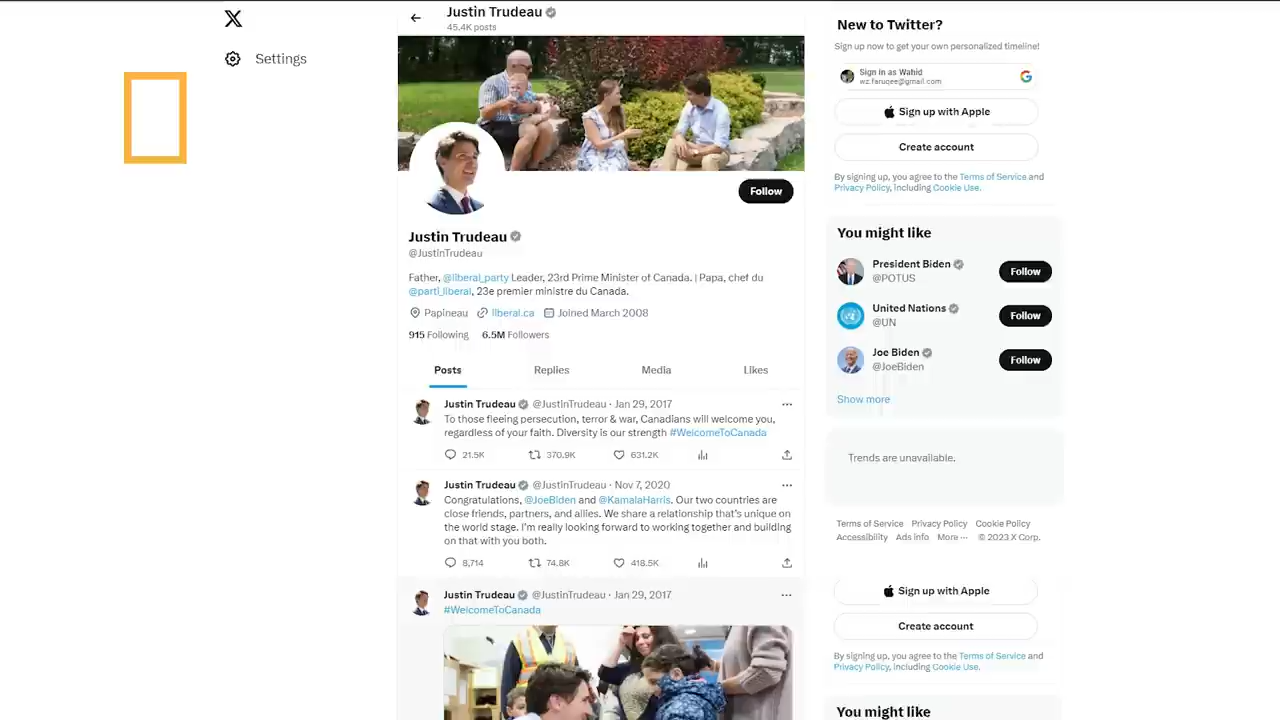 Justin Trudeau
45.4K posts
Settings
Follow
Justin Trudeau
@JustinTrudeau
Father, @liberal_party Leader, 23rd Prime Minister of Canada. | Papa, chef du
@parti_liberal, 23e premier ministre du Canada.
Papineau liberal.ca Joined March 2008
915 Following 6.5M Followers
Posts Replies Media Likes
Justin Trudeau @JustinTrudeau · Jan 29, 2017
To those fleeing persecution, terror & war, Canadians will welcome you,
regardless of your faith. Diversity is our strength #WelcomeToCanada
21.5K 370.9K 631.2K
Justin Trudeau @JustinTrudeau · Nov 7, 2020
Congratulations, @JoeBiden and @KamalaHarris. Our two countries are
close friends, partners, and allies. We share a relationship that's unique on
the world stage. I'm really looking forward to working together and building
on that with you both.
8,714 74.8K 418.5K
Justin Trudeau @JustinTrudeau · Jan 29, 2017
#WelcomeToCanada
New to Twitter?
Sign up now to get your own personalized timeline!
Sign in as Wahid
wz.faruqee@gmail.com
Sign up with Apple
Create account
By signing up, you agree to the Terms of Service and
Privacy Policy, including Cookie Use.
You might like
President Biden
@POTUS
Follow
United Nations
@UN
Follow
Joe Biden
@JoeBiden
Follow
Show more
Trends are unavailable.
Terms of Service Privacy Policy Cookie Policy
Accessibility Ads info More ··· © 2023 X Corp.
Sign up with Apple
Create account
By signing up, you agree to the Terms of Service and
Privacy Policy, including Cookie Use.
You might like